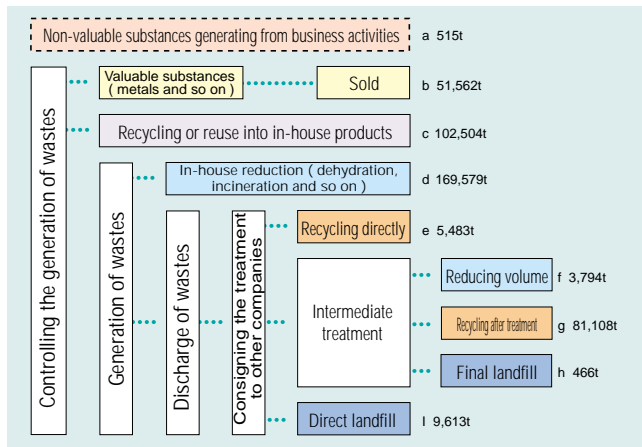 Non-valuable substances generating from business activities
a 515t
Controlling the generation of wastes
Valuable substances
( metals and so on )
Sold
b 51,562t
Recycling or reuse into in-house products
c 102,504t
Generation of wastes
In-house reduction ( dehydration,
incineration and so on )
d 169,579t
Discharge of wastes
Consigning the treatment
to other companies
Recycling directly
e 5,483t
Intermediate
treatment
Reducing volume
f 3,794t
Recycling after treatment
g 81,108t
Final landfill
h 466t
Direct landfill
I 9,613t